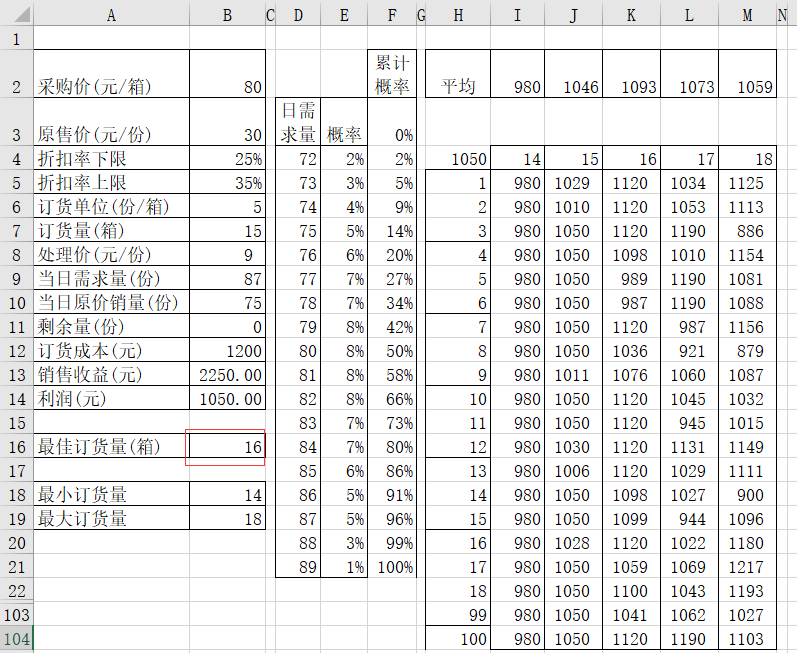 A B C D E F G H I J K L M N
1
累计
2 采购价(元/箱) 80 概率 平均 980 1046 1093 1073 1059
日需
3 原售价(元/份) 30 求量 概率 0%
4 折扣率下限 25% 72 2% 2% 1050 14 15 16 17 18
5 折扣率上限 35% 73 3% 5% 1 980 1029 1120 1034 1125
6 订货单位(份/箱) 5 74 4% 9% 2 980 1010 1120 1053 1113
7 订货量(箱) 15 75 5% 14% 3 980 1050 1120 1190 886
8 处理价(元/份) 9 76 6% 20% 4 980 1050 1098 1010 1154
9 当日需求量(份) 87 77 7% 27% 5 980 1050 989 1190 1081
10 当日原价销量(份) 75 78 7% 34% 6 980 1050 987 1190 1088
11 剩余量(份) 0 79 8% 42% 7 980 1050 1120 987 1156
12 订货成本(元) 1200 80 8% 50% 8 980 1050 1036 921 879
13 销售收益(元) 2250.00 81 8% 58% 9 980 1011 1076 1060 1087
14 利润(元) 1050.00 82 8% 66% 10 980 1050 1120 1045 1032
15 83 7% 73% 11 980 1050 1120 945 1015
16 最佳订货量(箱) 16 84 7% 80% 12 980 1030 1120 1131 1149
17 85 6% 86% 13 980 1006 1120 1029 1111
18 最小订货量 14 86 5% 91% 14 980 1050 1098 1027 900
19 最大订货量 18 87 5% 96% 15 980 1050 1099 944 1096
20 88 3% 99% 16 980 1028 1120 1022 1180
21 89 1% 100% 17 980 1050 1059 1069 1217
22 18 980 1050 1100 1043 1193
103 99 980 1050 1041 1062 1027
104 100 980 1050 1120 1190 1103